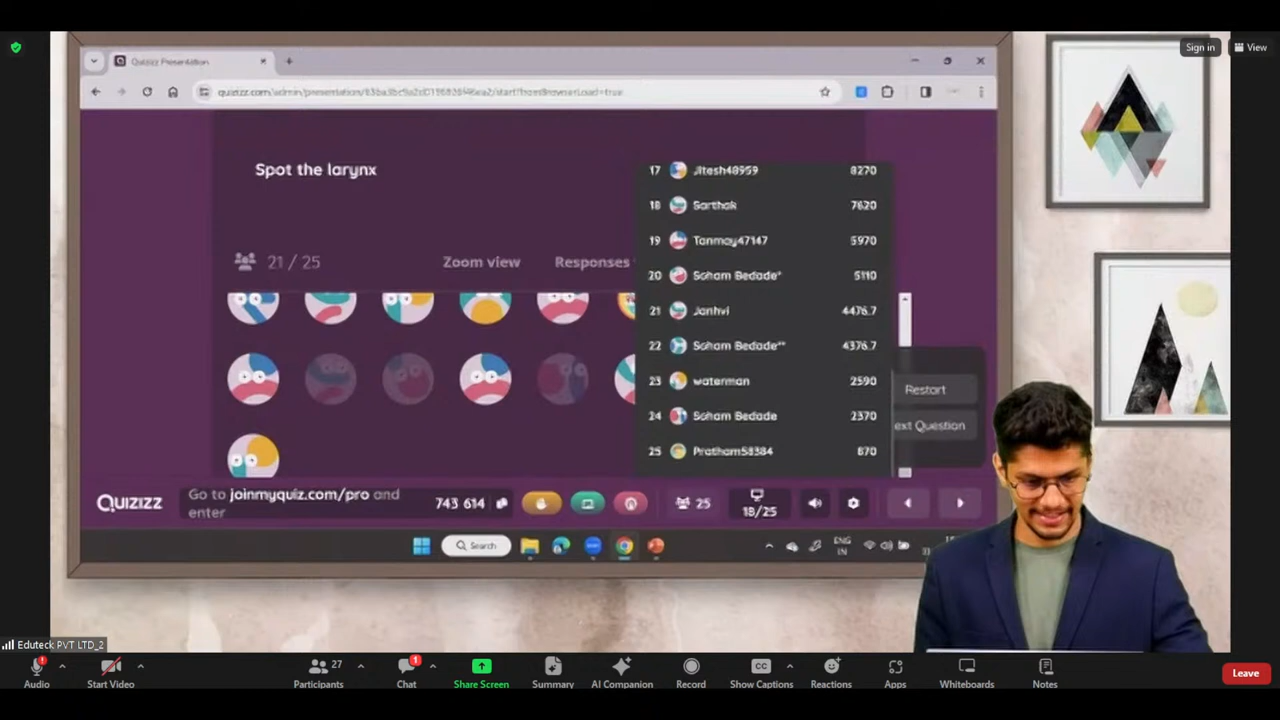 Sign in
View
Quizizz Presentation
Spot the larynx
21 / 25
Zoom view
Responses
17 Jitesh48959 8270
18 Sarthak 7620
19 Tanmay47147 5970
20 Soham Bedade* 5110
21 Janhvi 4476.7
22 Soham Bedade** 4376.7
23 waterman 2590
24 Soham Bedade 2370
25 Pratham58384 870
Restart
ext Question
Quizizz
Go to joinmyquiz.com/pro and
enter
743 614
25
18/25
Search
ENG
IN
Eduteck PVT LTD_2
Audio
Start Video
27
Participants
1
Chat
Share Screen
Summary
AI Companion
Record
CC
Show Captions
Reactions
Apps
Whiteboards
Notes
Leave